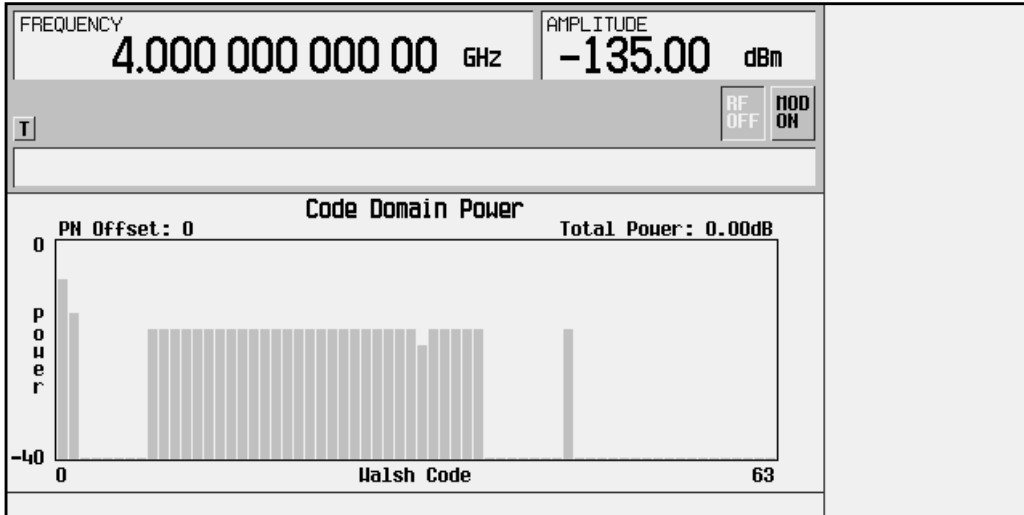 FREQUENCY
4.000 000 000 00 GHz
AMPLITUDE
-135.00 dBm
RF OFF
MOD ON
T
Code Domain Power
PN Offset: 0
Total Power: 0.00dB
0
Power
-40
0
Walsh Code
63